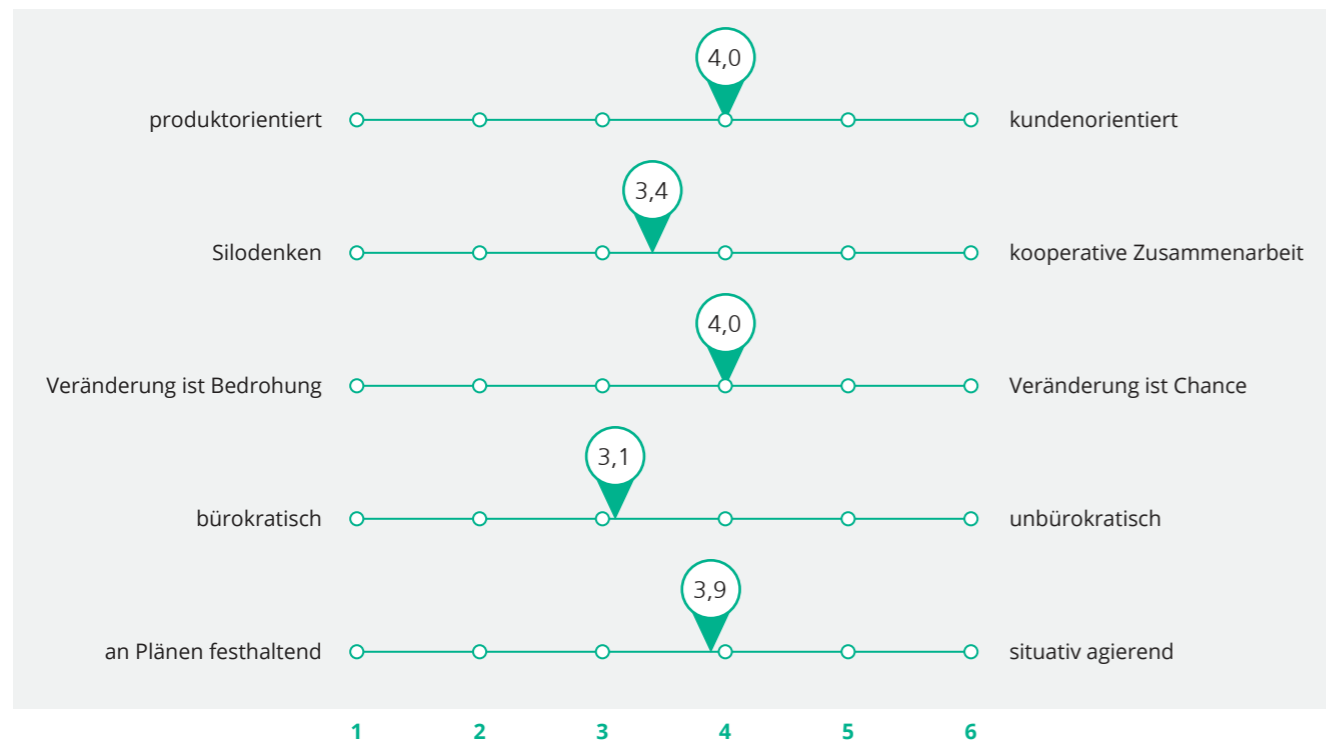 4,0
produktorientiert kundenorientiert
3,4
Silodenken kooperative Zusammenarbeit
4,0
Veränderung ist Bedrohung Veränderung ist Chance
3,1
bürokratisch unbürokratisch
3,9
an Plänen festhaltend situativ agierend
1 2 3 4 5 6